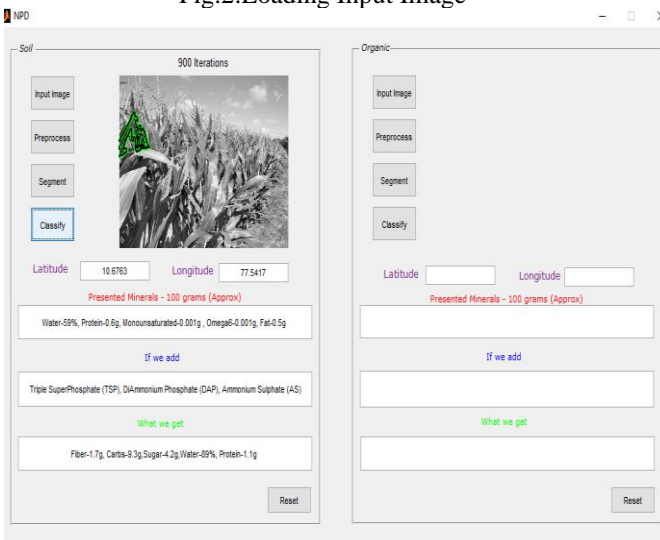 Fig.2.Loading Input Image
NPD
Soil
900 Iterations
Input Image
Preprocess
Segment
Classify
Latitude 10.6763 Longitude 77.5417
Presented Minerals - 100 grams (Approx)
Water-59%, Protein-0.6g, Monounsaturated-0.001g , Omega6-0.001g, Fat-0.5g
If we add
Triple SuperPhosphate (TSP), DiAmmonium Phosphate (DAP), Ammonium Sulphate (AS)
What we get
Fiber-1.7g, Carbs-9.3g,Sugar-4.2g,Water-89%, Protein-1.1g
Reset
Organic
Input Image
Preprocess
Segment
Classify
Latitude Longitude
Presented Minerals - 100 grams (Approx)
If we add
What we get
Reset